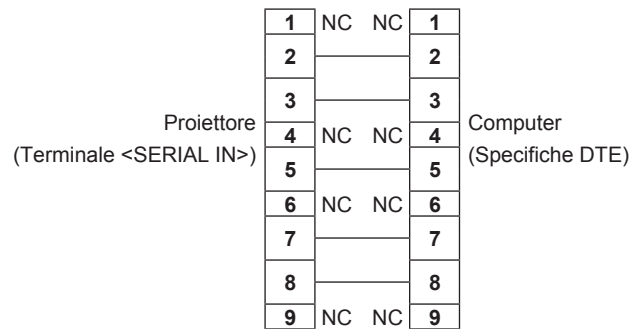 1 NC NC 1
2 2
3 3
Proiettore
(Terminale <SERIAL IN>)
4 NC NC 4
Computer
(Specifiche DTE)
5 5
6 NC NC 6
7 7
8 8
9 NC NC 9